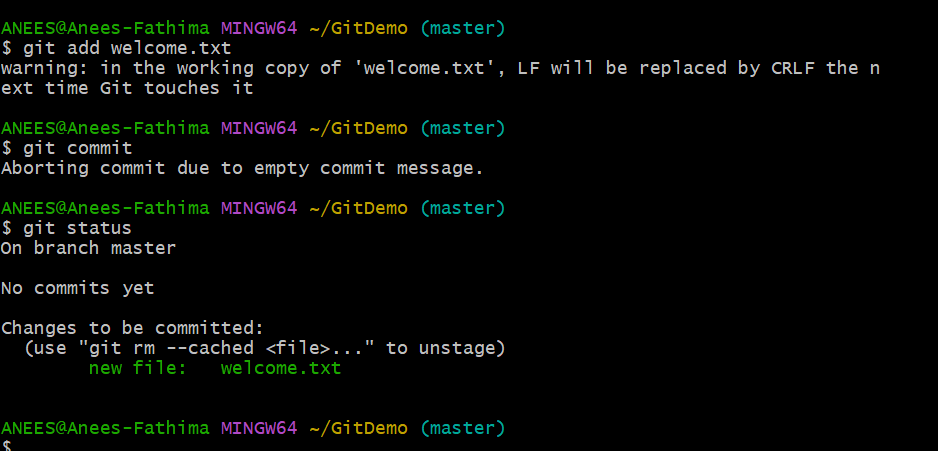 ANEES@Anees-Fathima MINGW64 ~/GitDemo (master)
$ git add welcome.txt
warning: in the working copy of 'welcome.txt', LF will be replaced by CRLF the n
ext time Git touches it
ANEES@Anees-Fathima MINGW64 ~/GitDemo (master)
$ git commit
Aborting commit due to empty commit message.
ANEES@Anees-Fathima MINGW64 ~/GitDemo (master)
$ git status
On branch master
No commits yet
Changes to be committed:
  (use "git rm --cached <file>..." to unstage)
        new file:   welcome.txt
ANEES@Anees-Fathima MINGW64 ~/GitDemo (master)
$